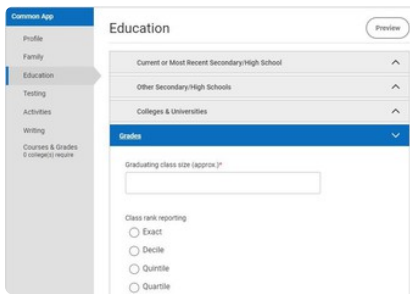 Common App
Profile
Family
Education
Testing
Activities
Writing
Courses & Grades
0 college(s) require
Education
Preview
Current or Most Recent Secondary/High School
Other Secondary/High Schools
Colleges & Universities
Grades
Graduating class size (approx.)*
Class rank reporting
Exact
Decile
Quintile
Quartile